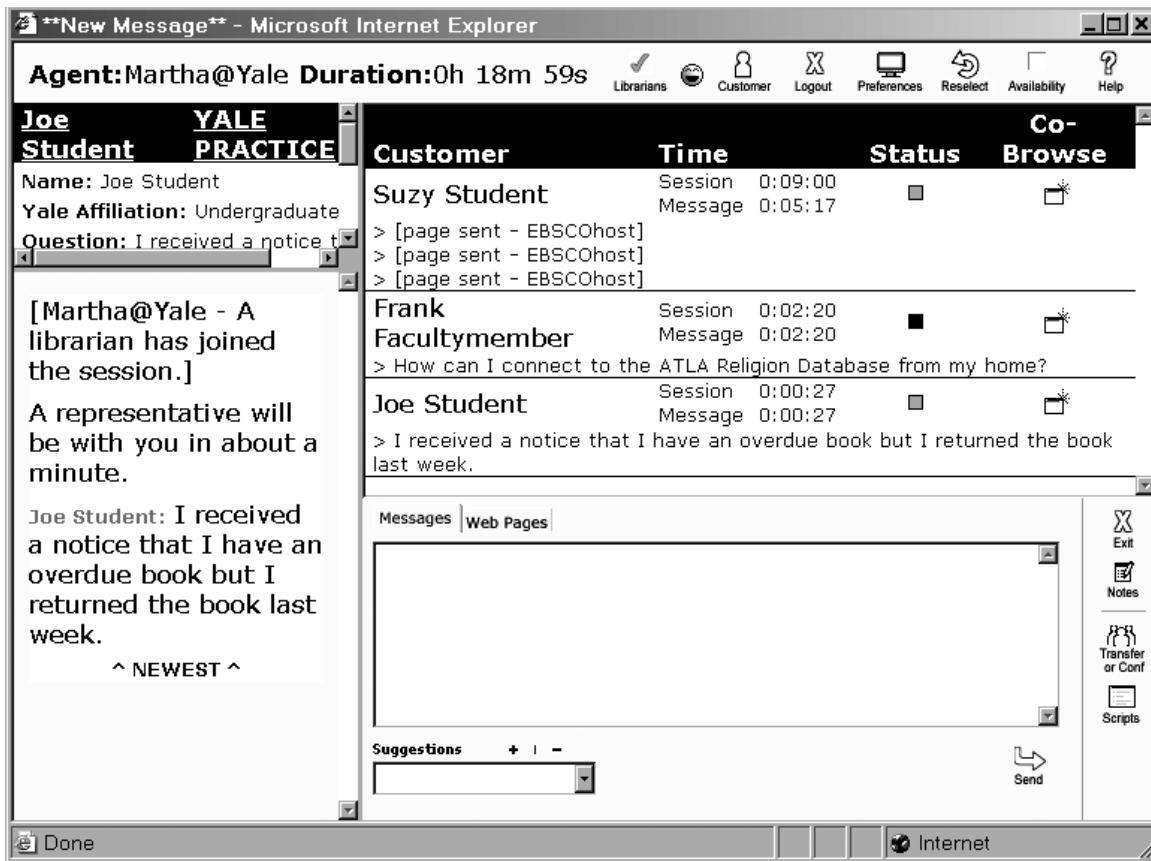 **New Message** - Microsoft Internet Explorer
Agent:Martha@Yale Duration:0h 18m 59s
Librarians
Customer
Logout
Preferences
Reselect
Availability
Help
Joe Student
YALE PRACTICE
Name: Joe Student
Yale Affiliation: Undergraduate
Question: I received a notice t
[Martha@Yale - A
librarian has joined
the session.]
A representative will
be with you in about a
minute.
Joe Student: I received
a notice that I have an
overdue book but I
returned the book last
week.
^ NEWEST ^
Customer Time Status Co-Browse
Suzy Student
Session 0:09:00
Message 0:05:17
> [page sent - EBSCOhost]
> [page sent - EBSCOhost]
> [page sent - EBSCOhost]
Frank
Facultymember
Session 0:02:20
Message 0:02:20
> How can I connect to the ATLA Religion Database from my home?
Joe Student
Session 0:00:27
Message 0:00:27
> I received a notice that I have an overdue book but I returned the book
last week.
Messages
Web Pages
Suggestions + | -
Send
Exit
Notes
Transfer
or Conf
Scripts
Done
Internet